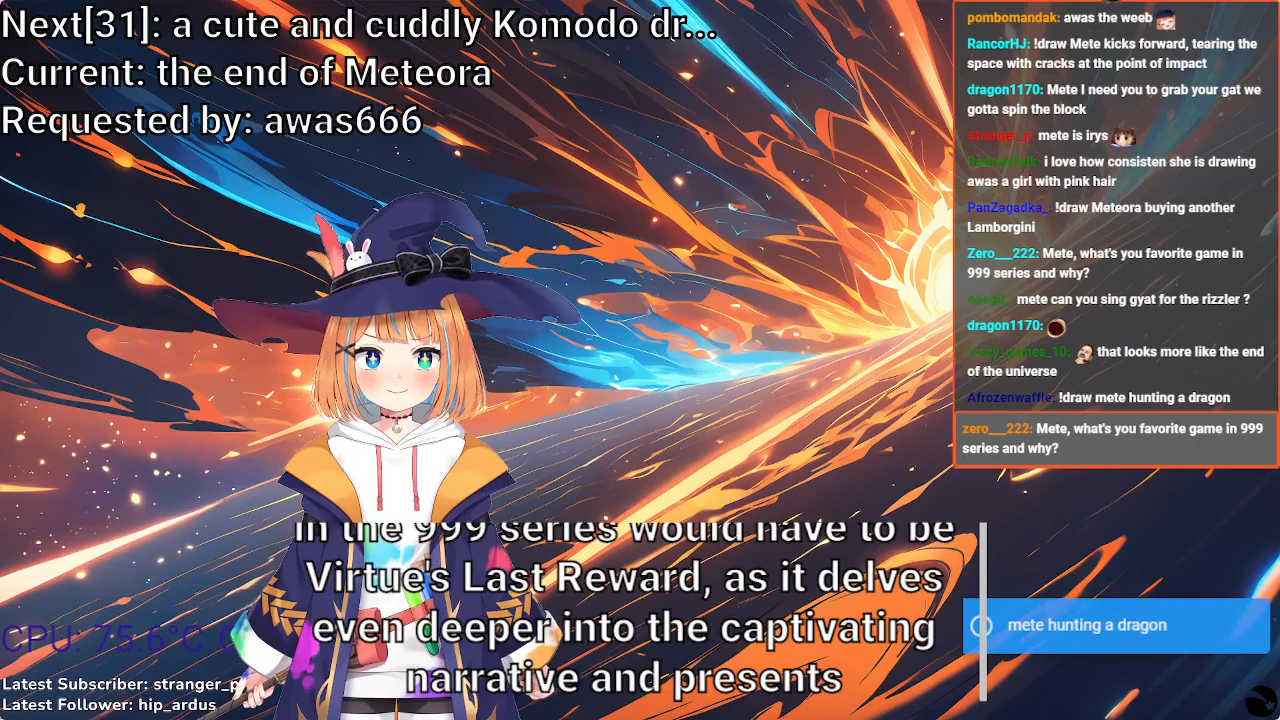 Next[31]: a cute and cuddly Komodo dr...
Current: the end of Meteora
Requested by: awas666
pombomandak: awas the weeb
RancorHJ: !draw Mete kicks forward, tearing the
space with cracks at the point of impact
dragon1170: Mete I need you to grab your gat we
gotta spin the block
mete is irys
i love how consisten she is drawing
awas a girl with pink hair
PanZagadka_: !draw Meteora buying another
Lamborgini
Zero___222: Mete, what's you favorite game in
999 series and why?
mete can you sing gyat for the rizzler ?
dragon1170:
crazy_games_10: that looks more like the end
of the universe
Afrozenwaffle: !draw mete hunting a dragon
zero___222: Mete, what's you favorite game in 999
series and why?
in the 999 series would have to be
Virtue's Last Reward, as it delves
even deeper into the captivating
narrative and presents
mete hunting a dragon
CPU: 75.6°C
Latest Subscriber: stranger_p
Latest Follower: hip_ardus